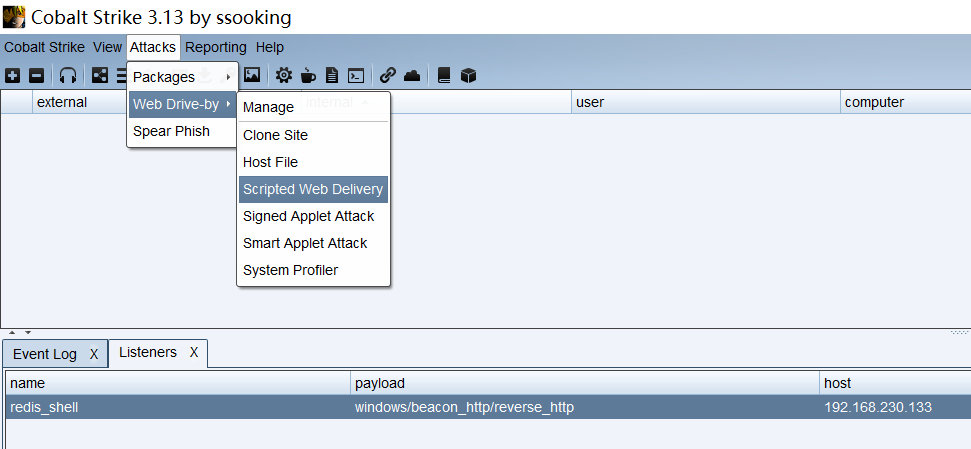 Cobalt Strike 3.13 by ssooking
Cobalt Strike View Attacks Reporting Help
Packages
Web Drive-by
Spear Phish
Manage
Clone Site
Host File
Scripted Web Delivery
Signed Applet Attack
Smart Applet Attack
System Profiler
external internal user computer
Event Log X Listeners X
name payload host
redis_shell windows/beacon_http/reverse_http 192.168.230.133